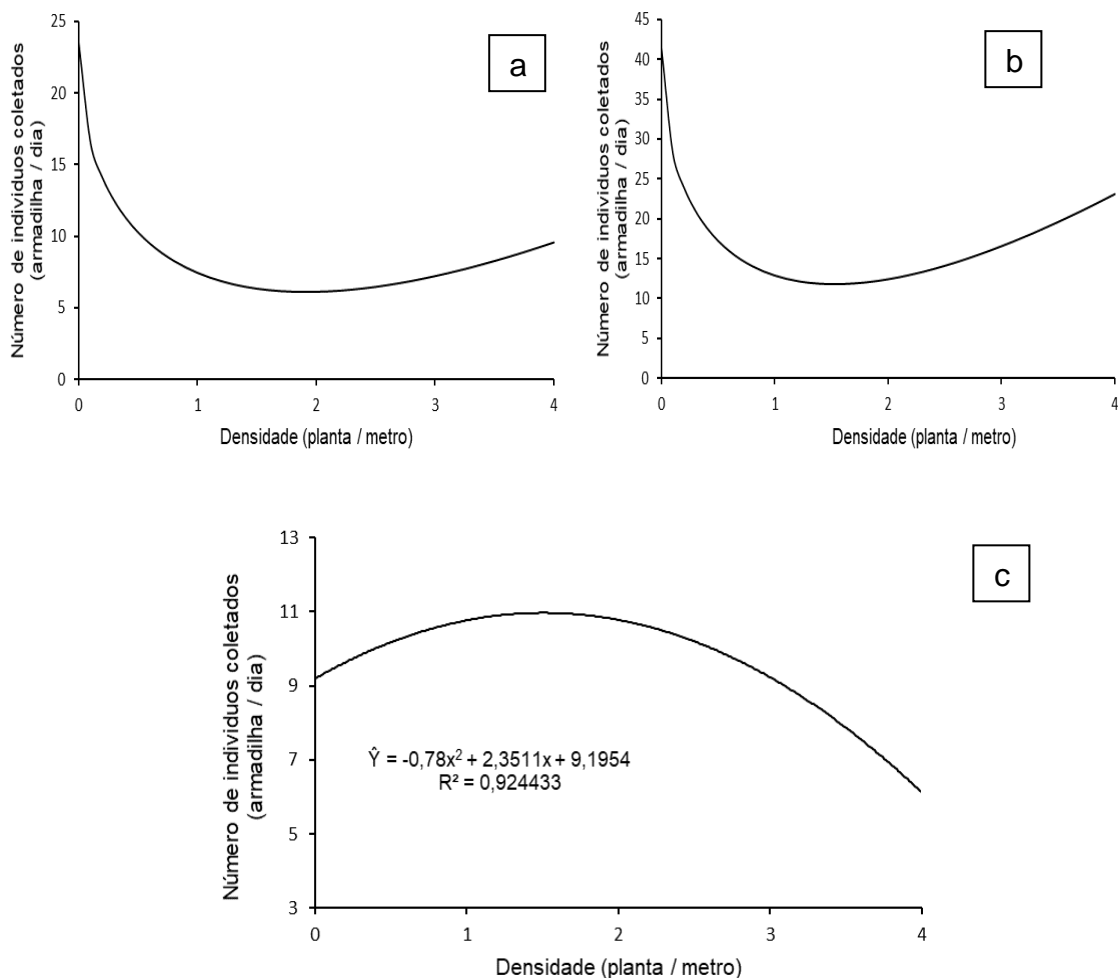 a
Número de individuos coletados
(armadilha / dia)
25
20
15
10
5
0
0 1 2 3 4
Densidade (planta / metro)
b
Número de individuos coletados
(armadilha / dia)
45
40
35
30
25
20
15
10
5
0
0 1 2 3 4
Densidade (planta / metro)
c
Número de individuos coletados
(armadilha / dia)
13
11
9
7
5
3
Ŷ = -0,78x² + 2,3511x + 9,1954
R² = 0,924433
0 1 2 3 4
Densidade (planta / metro)